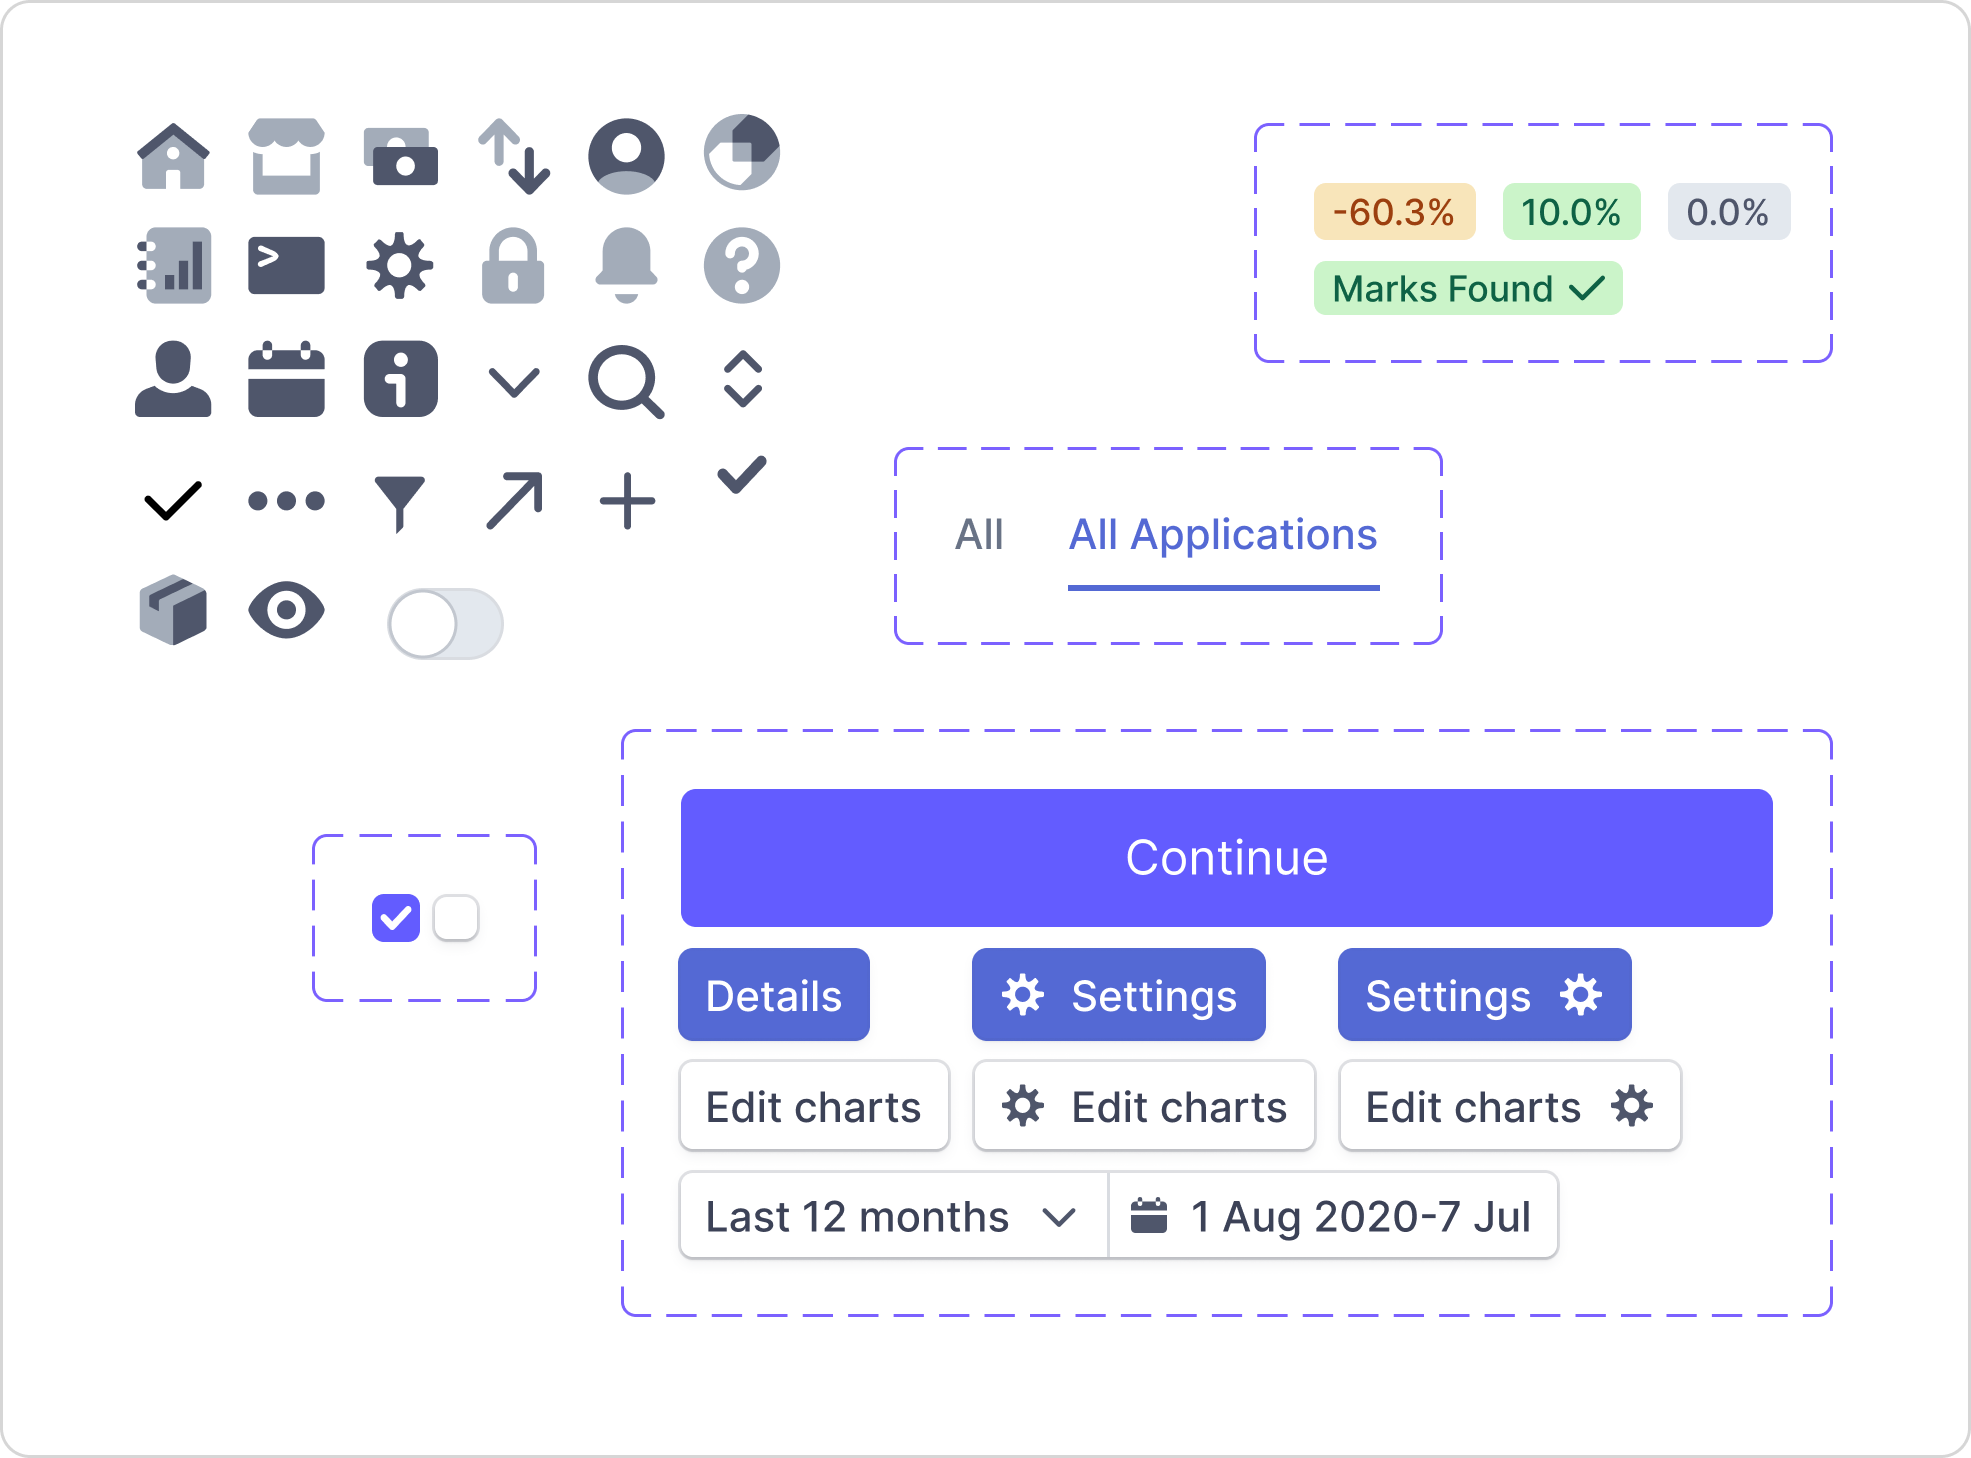 -60.3% 10.0% 0.0%
Marks Found
All All Applications
Continue
Details Settings Settings
Edit charts Edit charts Edit charts
Last 12 months 1 Aug 2020-7 Jul